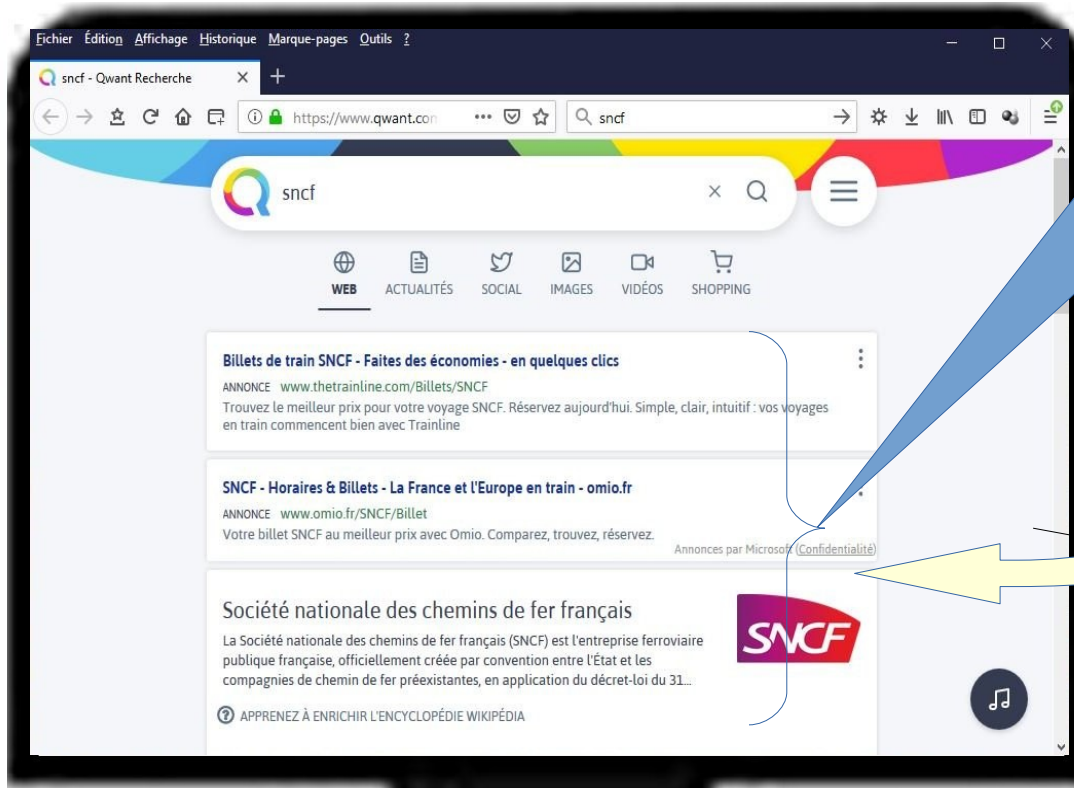 Fichier Édition Affichage Historique Marque-pages Outils ?
sncf - Qwant Recherche
https://www.qwant.con
sncf
sncf
WEB ACTUALITÉS SOCIAL IMAGES VIDÉOS SHOPPING
Billets de train SNCF - Faites des économies - en quelques clics
ANNONCE www.thetrainline.com/Billets/SNCF
Trouvez le meilleur prix pour votre voyage SNCF. Réservez aujourd'hui. Simple, clair, intuitif : vos voyages
en train commencent bien avec Trainline
SNCF - Horaires & Billets - La France et l'Europe en train - omio.fr
ANNONCE www.omio.fr/SNCF/Billet
Votre billet SNCF au meilleur prix avec Omio. Comparez, trouvez, réservez.
Annonces par Microsoft (Confidentialité)
Société nationale des chemins de fer français
La Société nationale des chemins de fer français (SNCF) est l'entreprise ferroviaire
publique française, officiellement créée par convention entre l'État et les
compagnies de chemin de fer préexistantes, en application du décret-loi du 31...
SNCF
APPRENEZ À ENRICHIR L'ENCYCLOPÉDIE WIKIPÉDIA